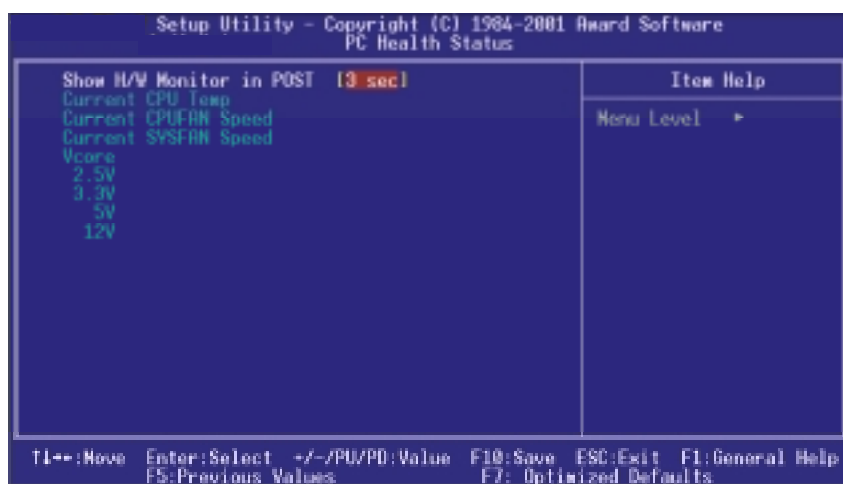 Setup Utility - Copyright (C) 1984-2001 Award Software
PC Health Status
Show H/W Monitor in POST [3 sec]
Current CPU Temp
Current CPUFAN Speed
Current SYSFAN Speed
Vcore
2.5V
3.3V
5V
12V
Item Help
Menu Level ►
↑↓→←:Move Enter:Select +/-/PU/PD:Value F10:Save ESC:Exit F1:General Help
F5:Previous Values F7: Optimized Defaults